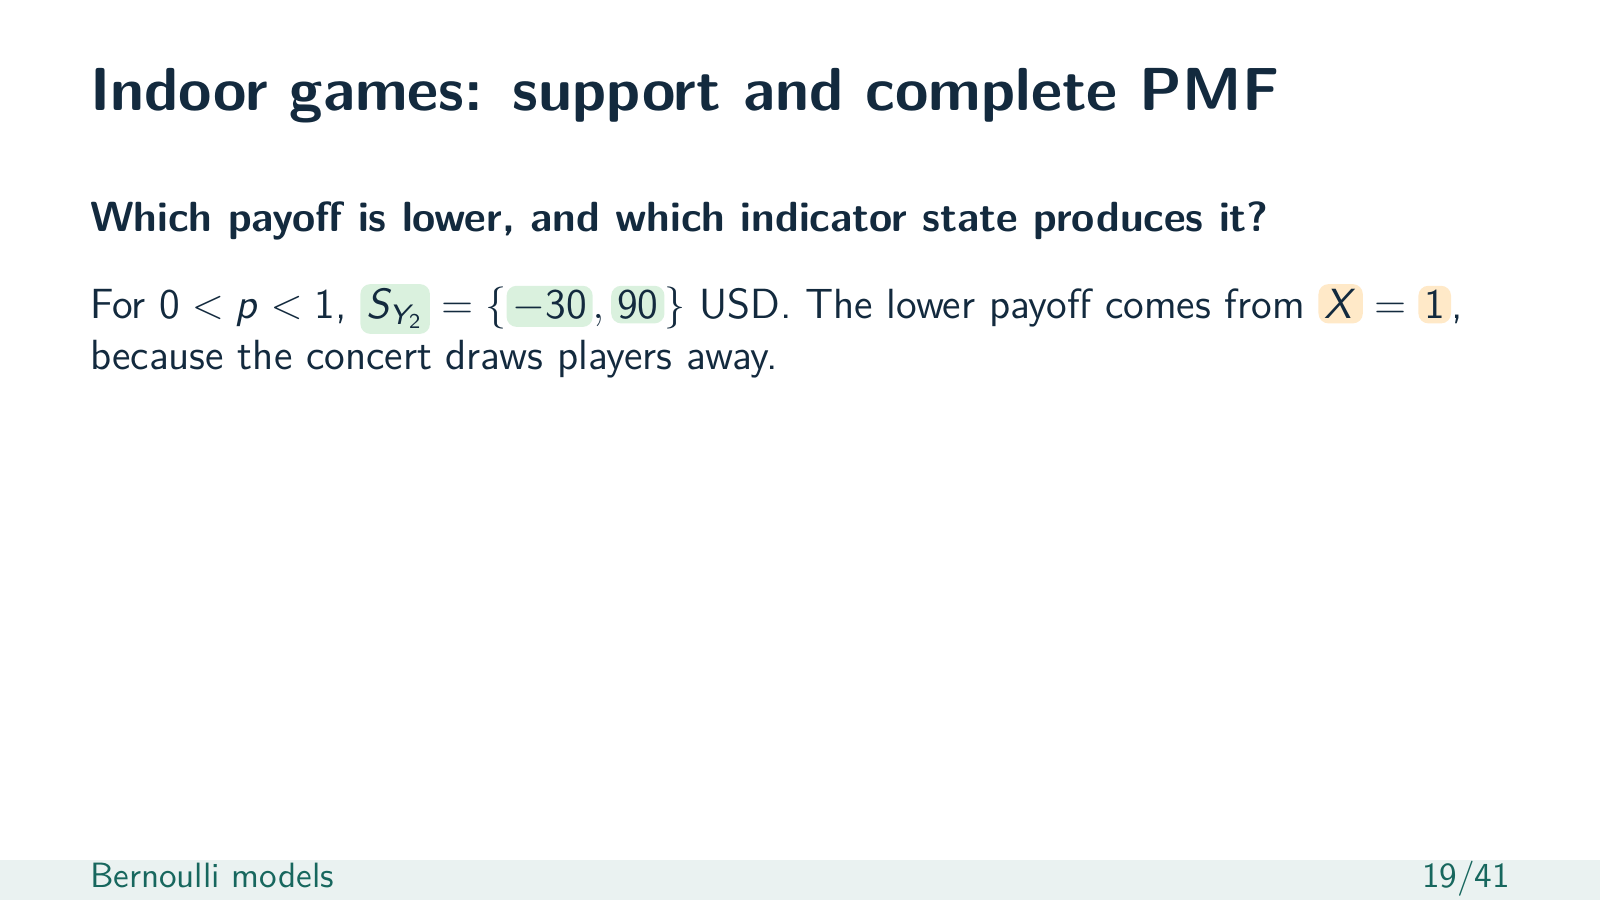 Indoor games: support and complete PMF
Which payoff is lower, and which indicator state produces it?
For 0 < p < 1, S_{Y_2} = {−30, 90} USD. The lower payoff comes from X = 1,
because the concert draws players away.
Bernoulli models
19/41